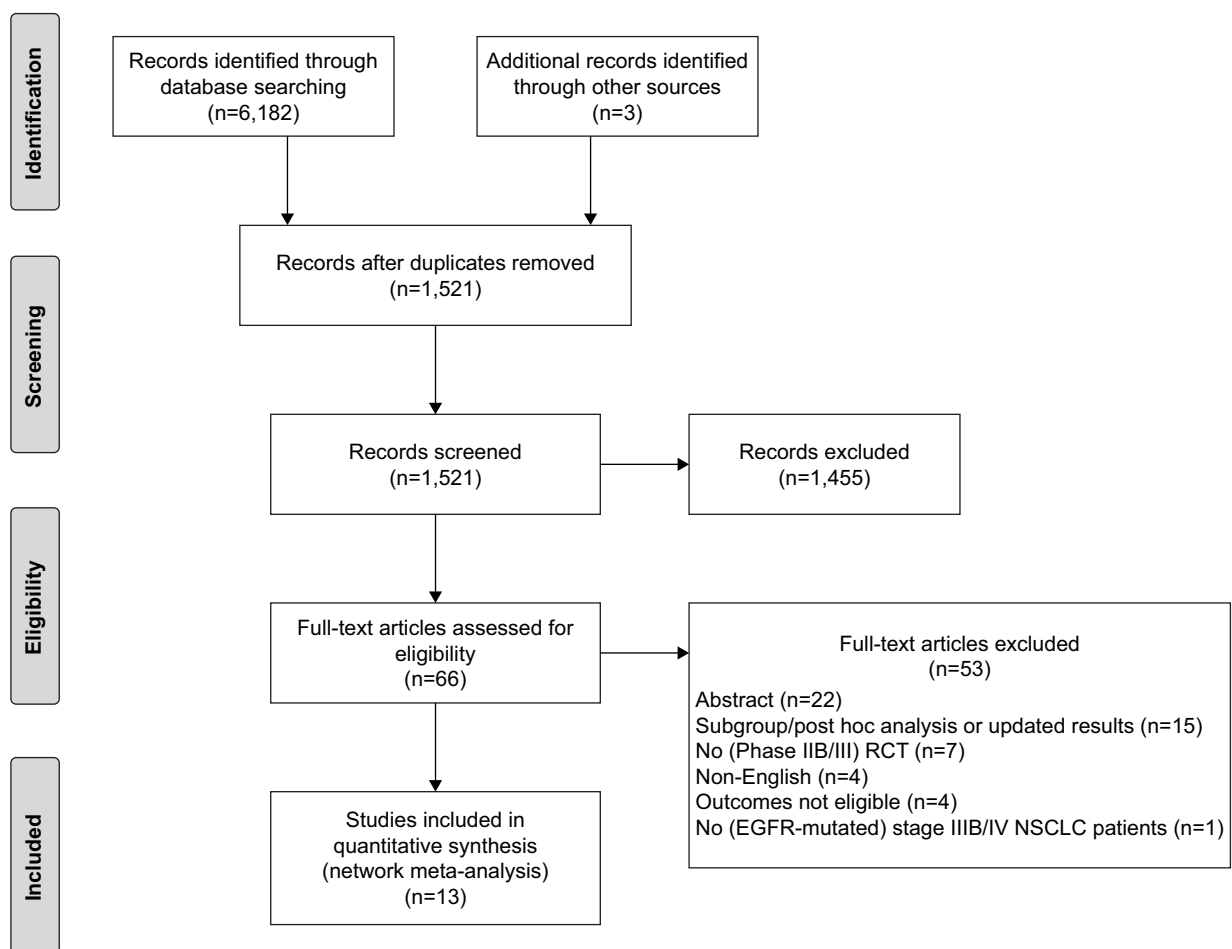 Identification
Records identified through
database searching
(n=6,182)
Additional records identified
through other sources
(n=3)
Screening
Records after duplicates removed
(n=1,521)
Records screened
(n=1,521)
Records excluded
(n=1,455)
Eligibility
Full-text articles assessed for
eligibility
(n=66)
Full-text articles excluded
(n=53)
Abstract (n=22)
Subgroup/post hoc analysis or updated results (n=15)
No (Phase IIB/III) RCT (n=7)
Non-English (n=4)
Outcomes not eligible (n=4)
No (EGFR-mutated) stage IIIB/IV NSCLC patients (n=1)
Included
Studies included in
quantitative synthesis
(network meta-analysis)
(n=13)